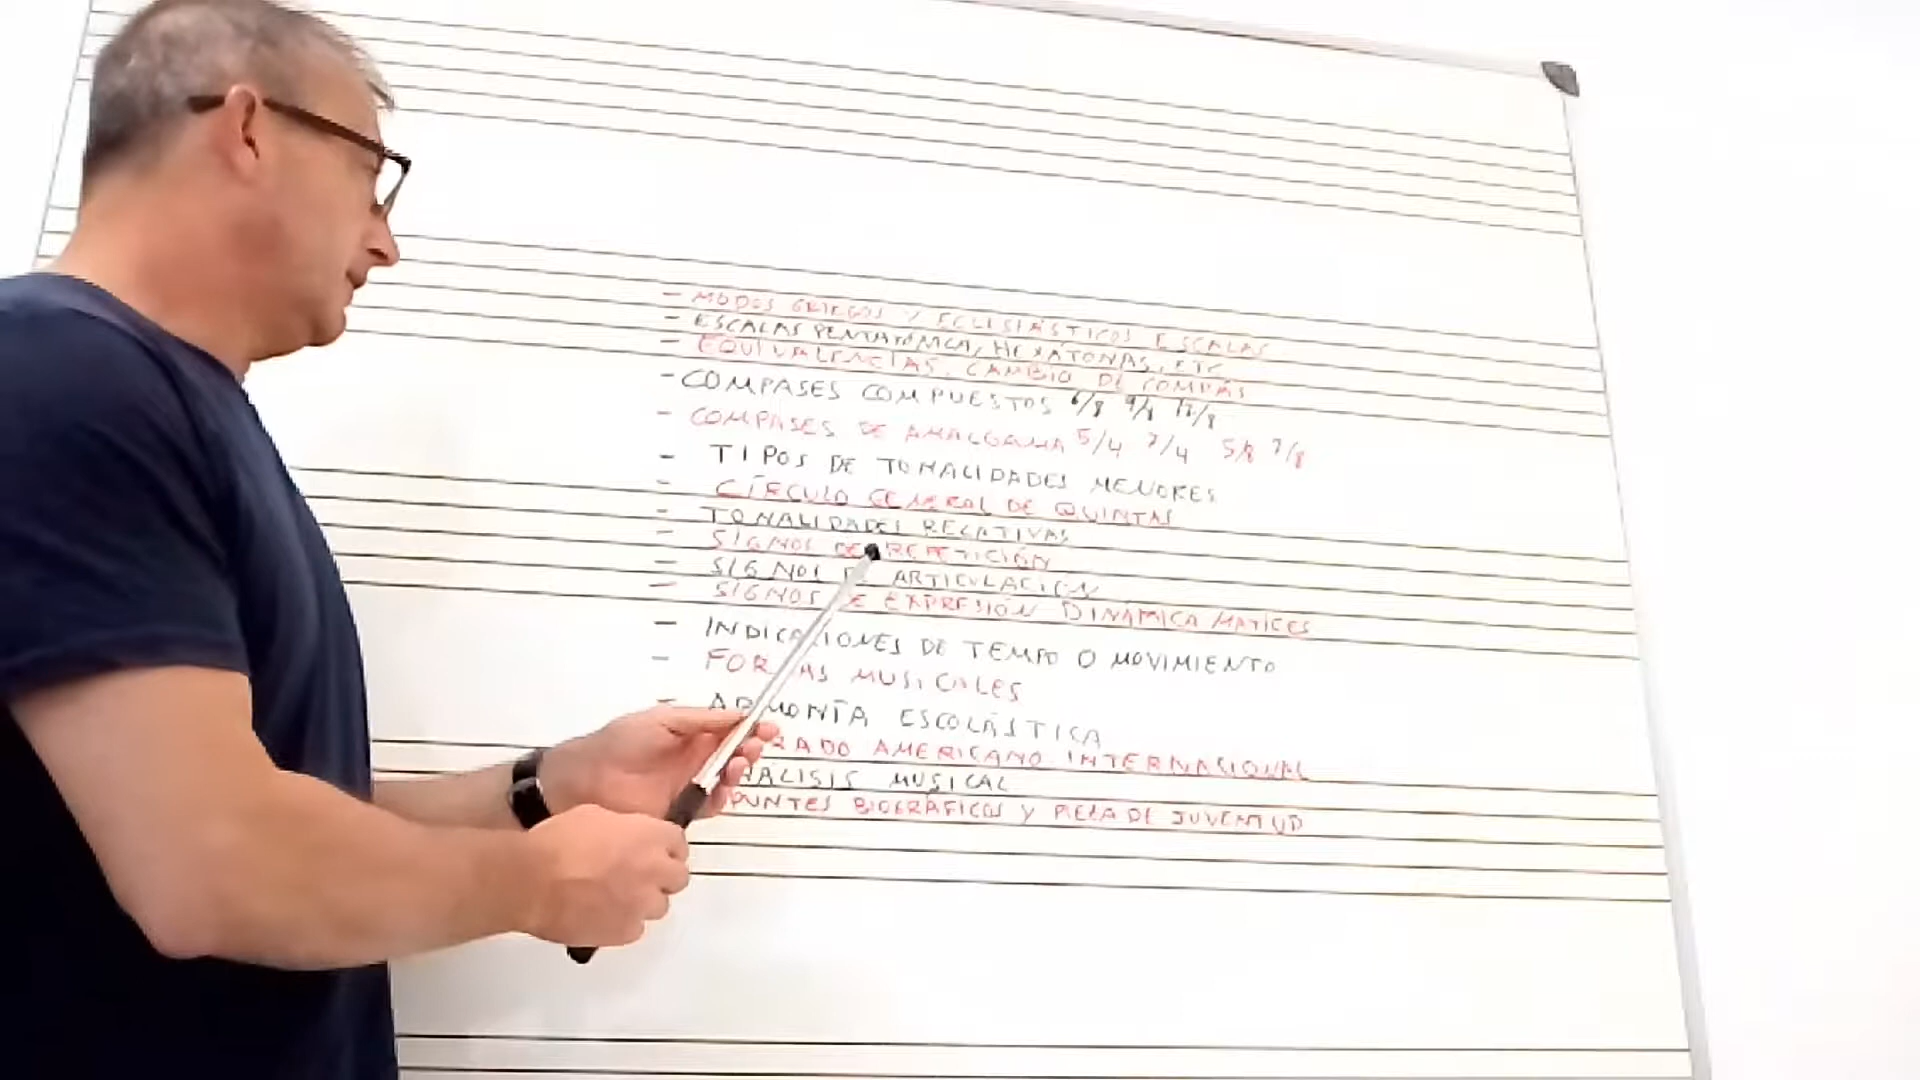 - MODOS GRIEGOS Y ECLESIÁSTICOS ESCALAS
- ESCALAS PENTATÓNICA, HEXÁTONAS, ETC.
- EQUIVALENCIAS. CAMBIO DE COMPÁS
- COMPASES COMPUESTOS 6/8 9/8 12/8
- COMPASES DE AMALGAMA 5/4 7/4 5/8 7/8
- TIPOS DE TONALIDADES MENORES
- CÍRCULO GENERAL DE QUINTAS
- TONALIDADES RELATIVAS
- SIGNOS DE REPETICIÓN
- SIGNOS DE ARTICULACIÓN
- SIGNOS DE EXPRESIÓN DINÁMICA/MATICES
- INDICACIONES DE TEMPO O MOVIMIENTO
- FORMAS MUSICALES
- ARMONÍA ESCOLÁSTICA
AMERICANO INTERNACIONAL
ANÁLISIS MUSICAL
APUNTES BIOGRÁFICOS Y DE JUVENTUD